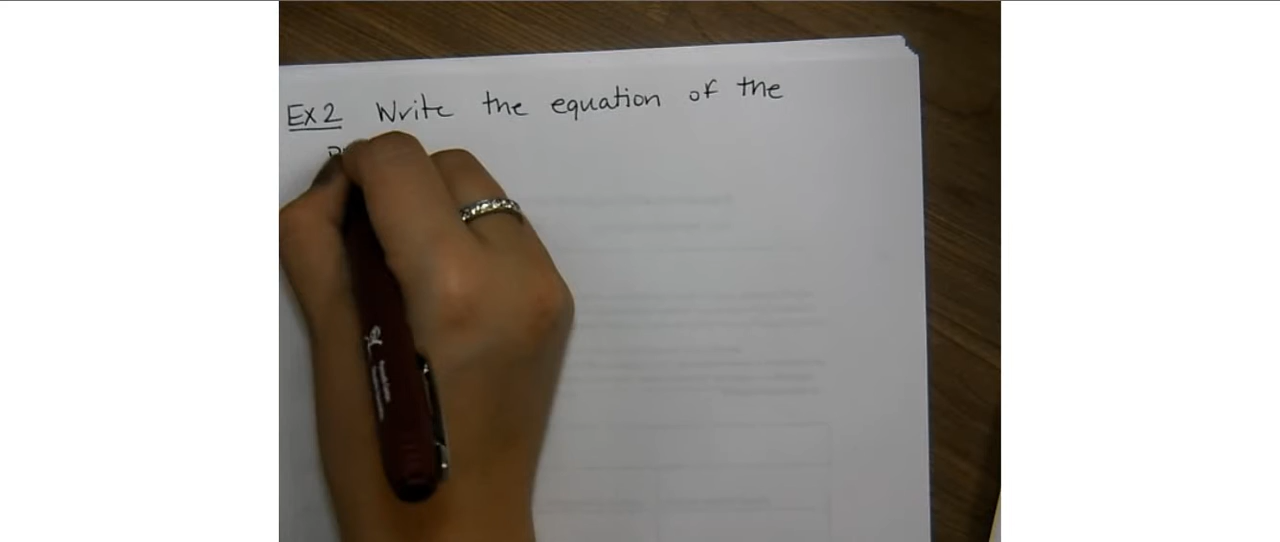 Ex 2 Write the equation of the